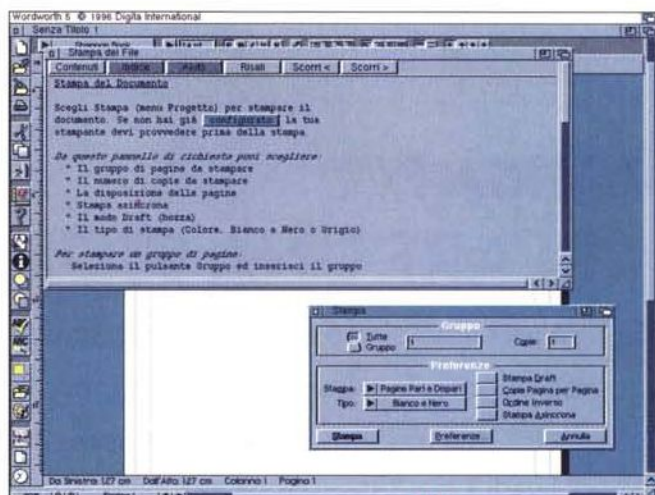 Wordworth 5 © 1996 Digita International
Senza Titolo 1
Stampa del File
Contenuti Indice Aiuto Risali Scorri < Scorri >
Stampa del Documento
Scegli Stampa (menu Progetto) per stampare il
documento. Se non hai già configurato la tua
stampante devi provvedere prima della stampa.
Da questo pannello di richiesta puoi scegliere:
* Il gruppo di pagine da stampare
* Il numero di copie da stampare
* La disposizione della pagine
* Stampa asincrona
* Il modo Draft (bozza)
* Il tipo di stampa (Colore, Bianco e Nero o Grigio)
Per stampare un gruppo di pagine:
Seleziona il pulsante Gruppo ed inserisci il gruppo
Stampa
Gruppo
Tutte
Gruppo 1 Copie: 1
Preferenze
Stampa: Pagine Pari e Dispari
Tipo: Bianco e Nero
Stampa Draft
Copie Pagina per Pagina
Ordine Inverso
Stampa Asincrona
Stampa Preferenze Annulla
Da Sinistra: 1.27 cm Dall'Alto: 1.27 cm Colonna 1 Pagina 1